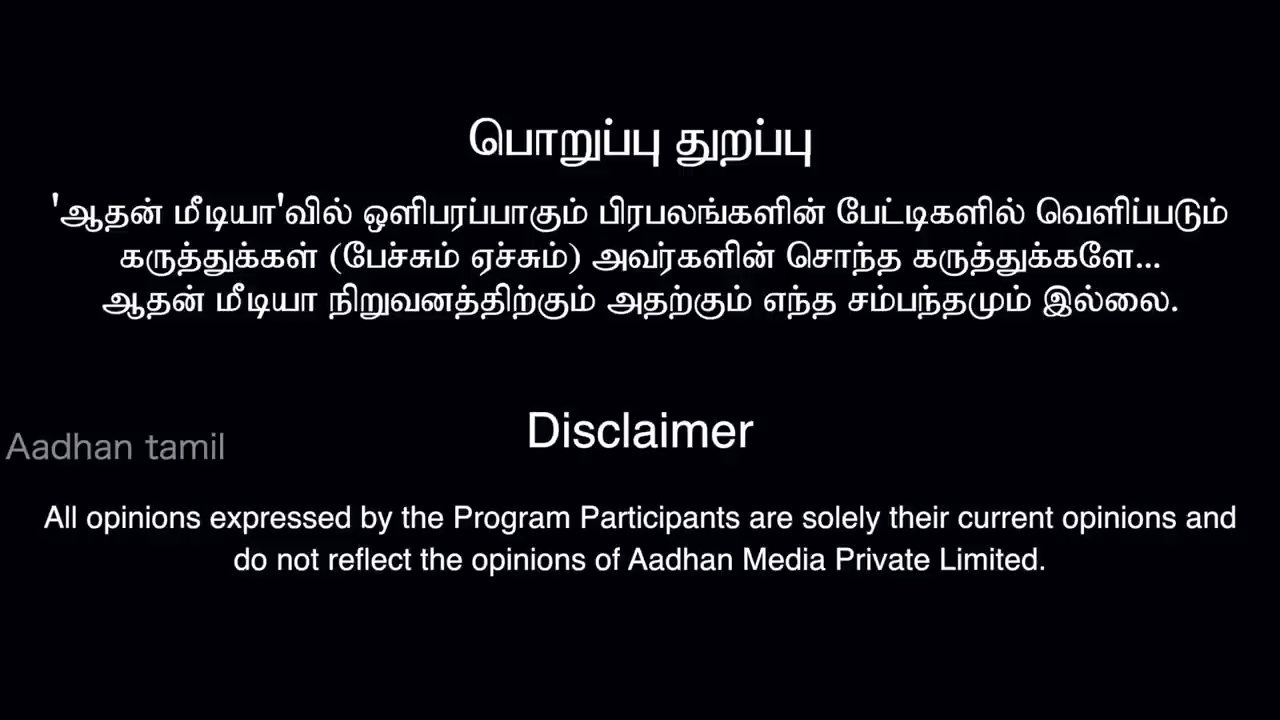 பொறுப்பு துறப்பு
'ஆதன் மீடியா'வில் ஒளிபரப்பாகும் பிரபலங்களின் பேட்டிகளில் வெளிப்படும்
கருத்துக்கள் (பேச்சும் ஏச்சும்) அவர்களின் சொந்த கருத்துக்களே...
ஆதன் மீடியா நிறுவனத்திற்கும் அதற்கும் எந்த சம்பந்தமும் இல்லை.
Disclaimer
Aadhan tamil
All opinions expressed by the Program Participants are solely their current opinions and
do not reflect the opinions of Aadhan Media Private Limited.